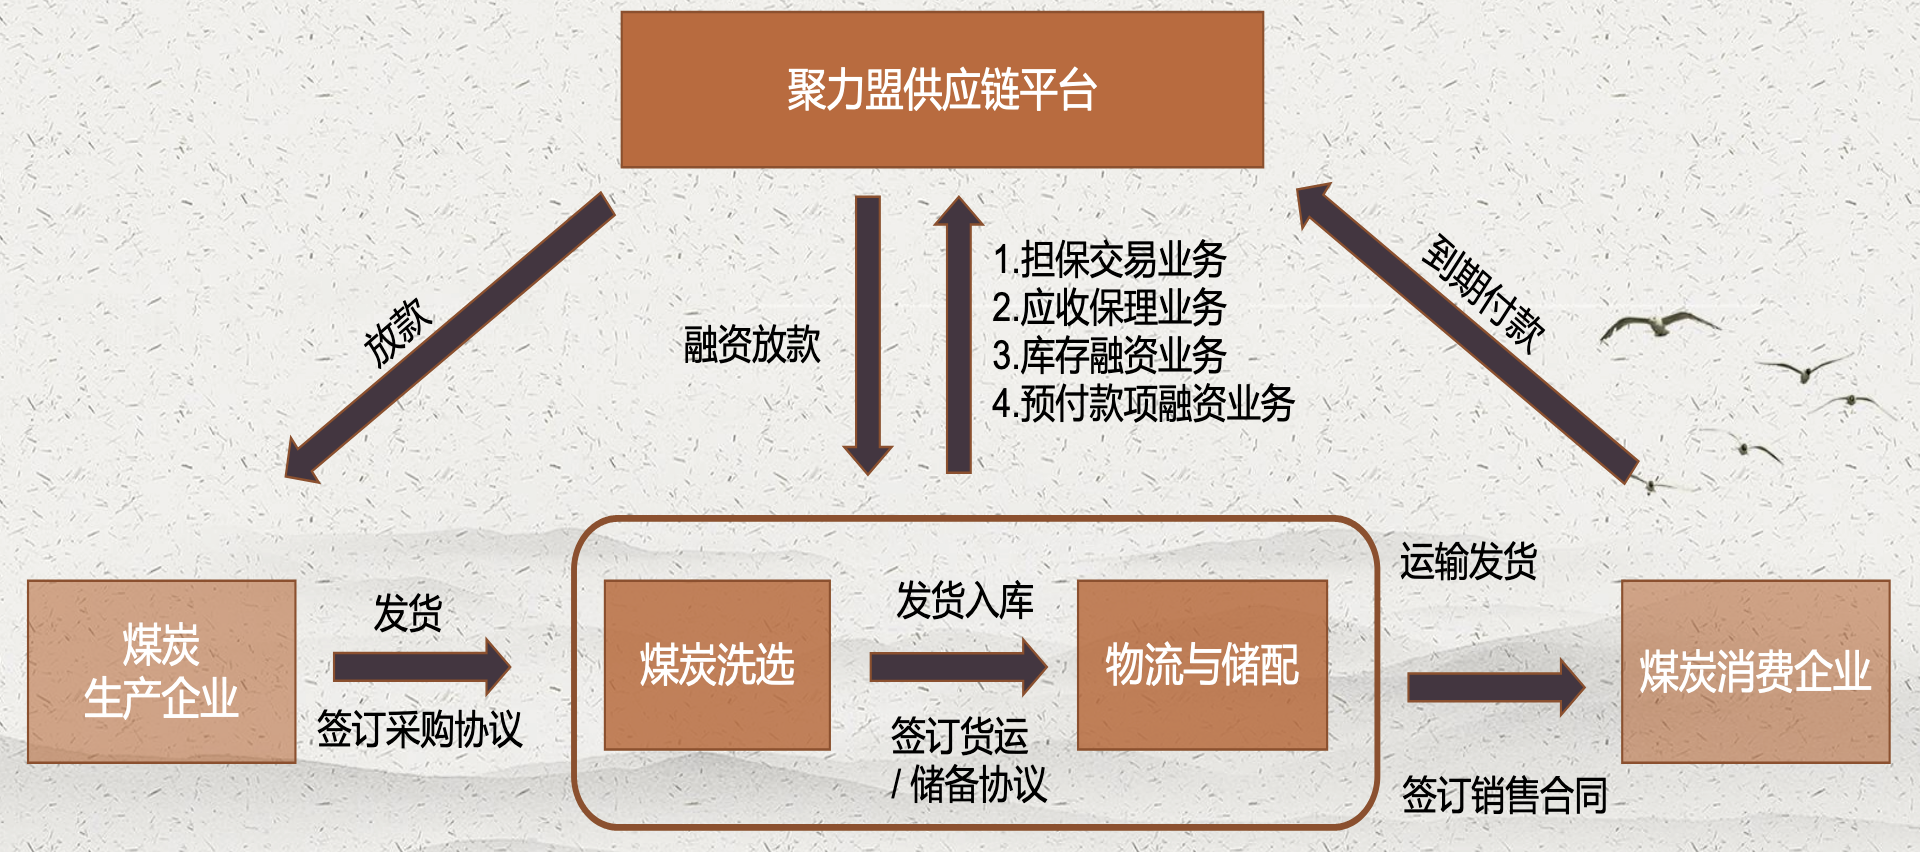 聚力盟供应链平台
放款
融资放款
1.担保交易业务
2.应收保理业务
3.库存融资业务
4.预付款项融资业务
到期付款
煤炭
生产企业
发货
签订采购协议
煤炭洗选
发货入库
签订货运
/ 储备协议
物流与储配
运输发货
签订销售合同
煤炭消费企业